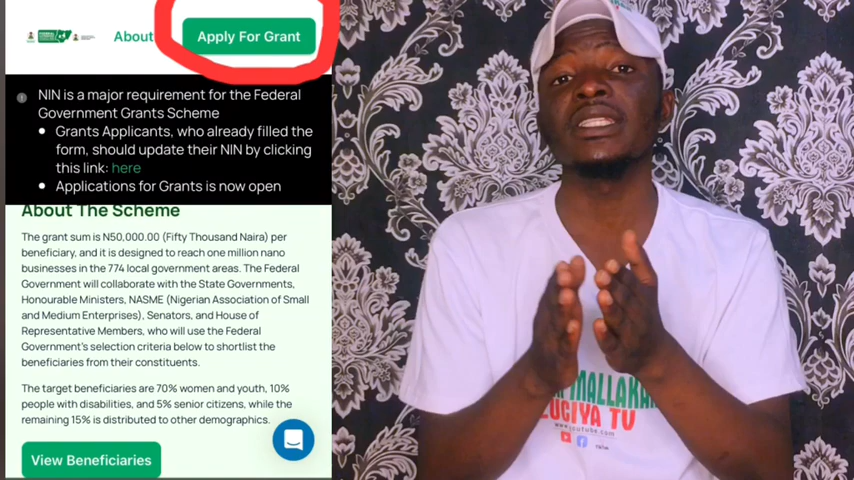 About
Apply For Grant
NIN is a major requirement for the Federal
Government Grants Scheme
Grants Applicants, who already filled the
form, should update their NIN by clicking
this link: here
Applications for Grants is now open
About The Scheme
The grant sum is N50,000.00 (Fifty Thousand Naira) per
beneficiary, and it is designed to reach one million nano
businesses in the 774 local government areas. The Federal
Government will collaborate with the State Governments,
Honourable Ministers, NASME (Nigerian Association of Small
and Medium Enterprises), Senators, and House of
Representative Members, who will use the Federal
Government's selection criteria below to shortlist the
beneficiaries from their constituents.
The target beneficiaries are 70% women and youth, 10%
people with disabilities, and 5% senior citizens, while the
remaining 15% is distributed to other demographics.
View Beneficiaries
MALLAKA
ZUCIYA TV